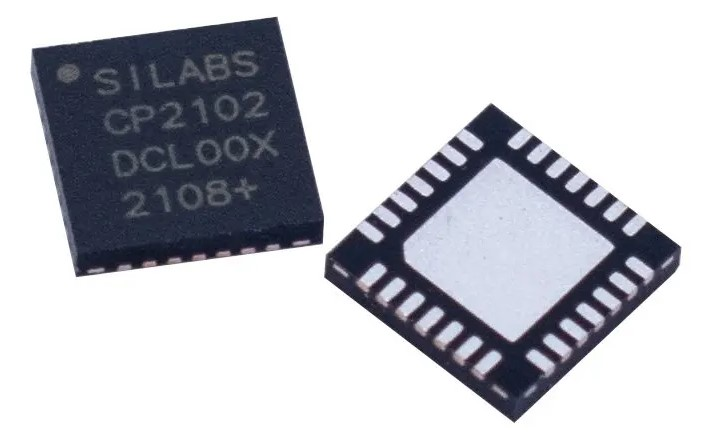 SILABS
CP2102
DCL00X
2108+